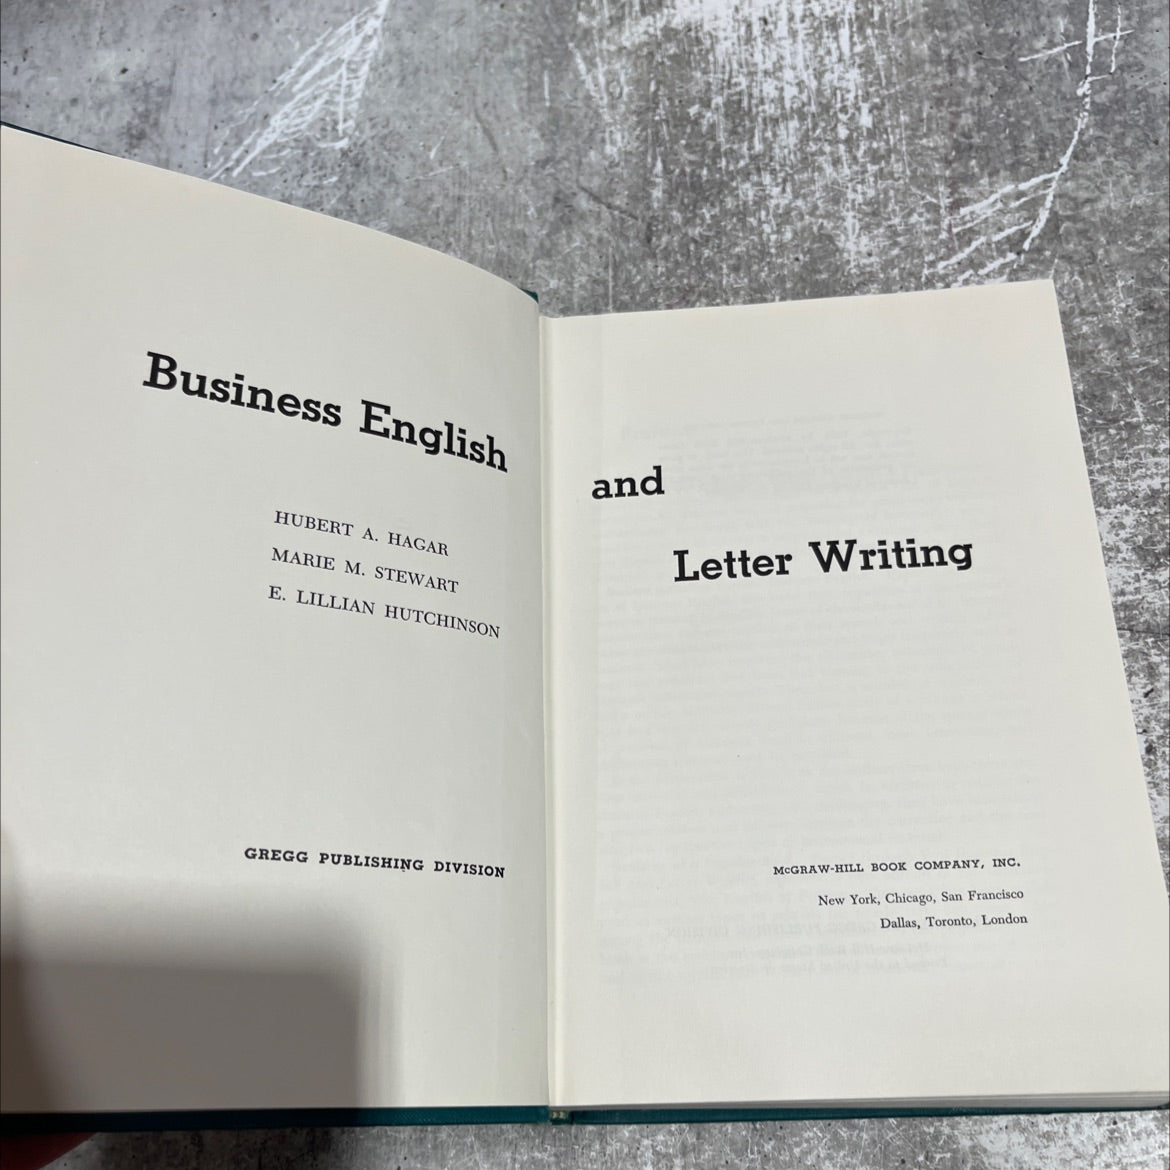 Business English
HUBERT A. HAGAR
MARIE M. STEWART
E. LILLIAN HUTCHINSON
GREGG PUBLISHING DIVISION
and
Letter Writing
McGRAW-HILL BOOK COMPANY, INC.
New York, Chicago, San Francisco
Dallas, Toronto, London